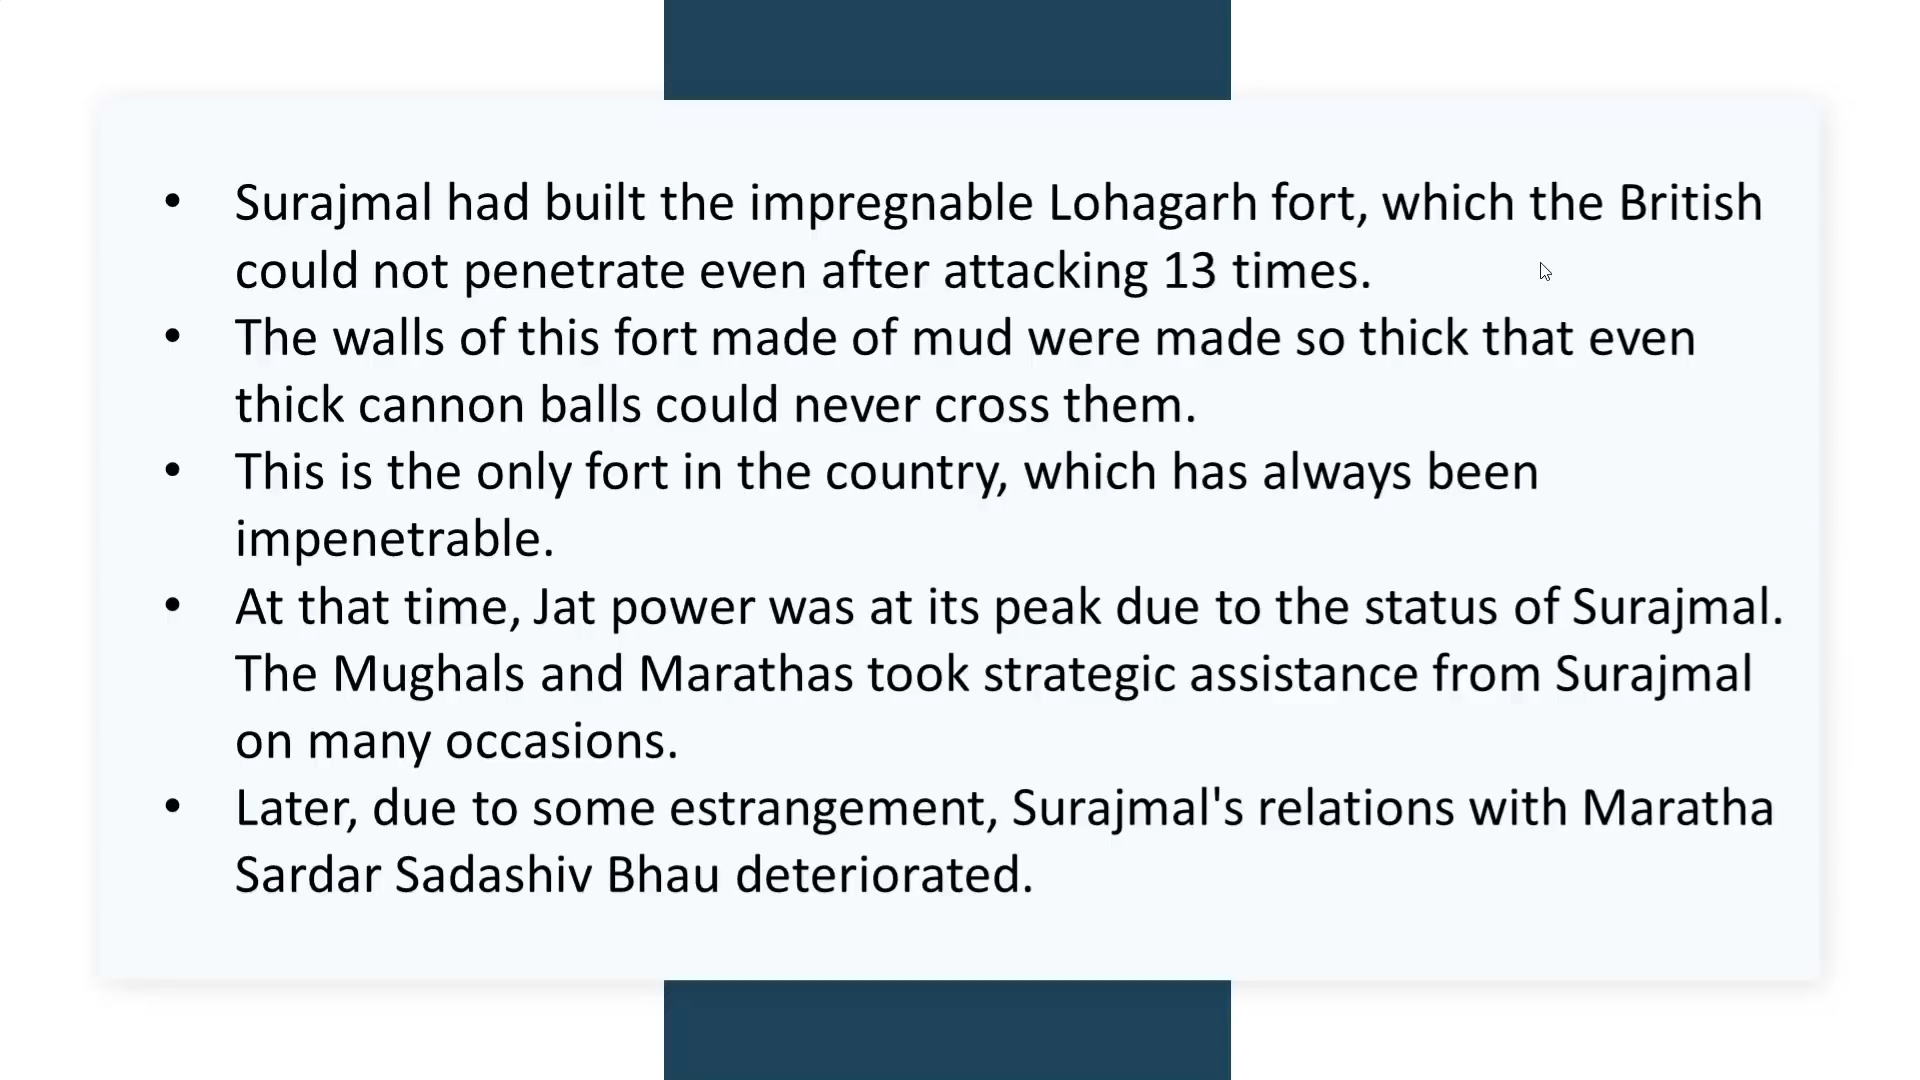 • Surajmal had built the impregnable Lohagarh fort, which the British
could not penetrate even after attacking 13 times.
• The walls of this fort made of mud were made so thick that even
thick cannon balls could never cross them.
• This is the only fort in the country, which has always been
impenetrable.
• At that time, Jat power was at its peak due to the status of Surajmal.
The Mughals and Marathas took strategic assistance from Surajmal
on many occasions.
• Later, due to some estrangement, Surajmal's relations with Maratha
Sardar Sadashiv Bhau deteriorated.